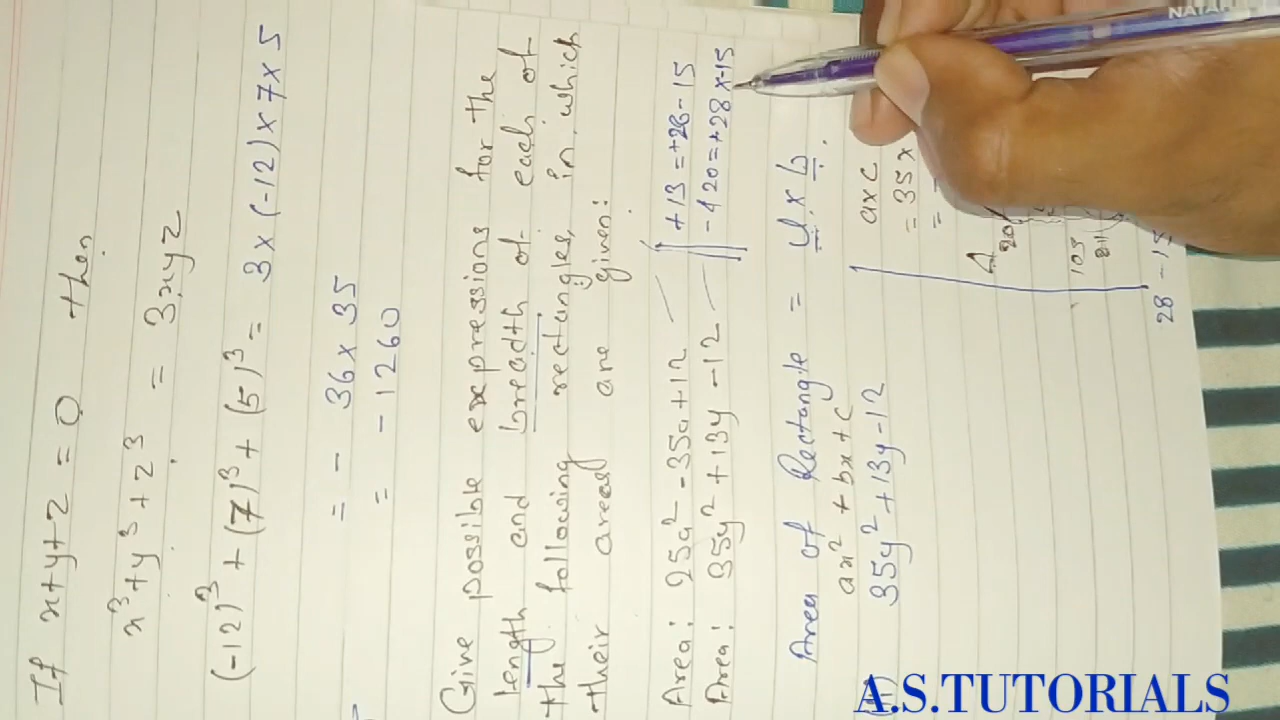 If x+y+z = 0 then
x³+y³+z³ = 3xyz
(-12)³ + (7)³ + (5)³ = 3 x (-12) x 7 x 5
= - 36 x 35
= - 1260
Give possible expressions for the
length and breadth of each of
the following rectangles, in which
their areas are given:
Area: 25a² - 35a + 12 +13 = +28 - 15
Area: 35y² + 13y - 12 - 420 = +28 x -15
Area of Rectangle = l x b.
ax² + bx + c
35y² + 13y - 12
axc
= 35 x
=
105
28 - 15
A.S.TUTORIALS
NATAR